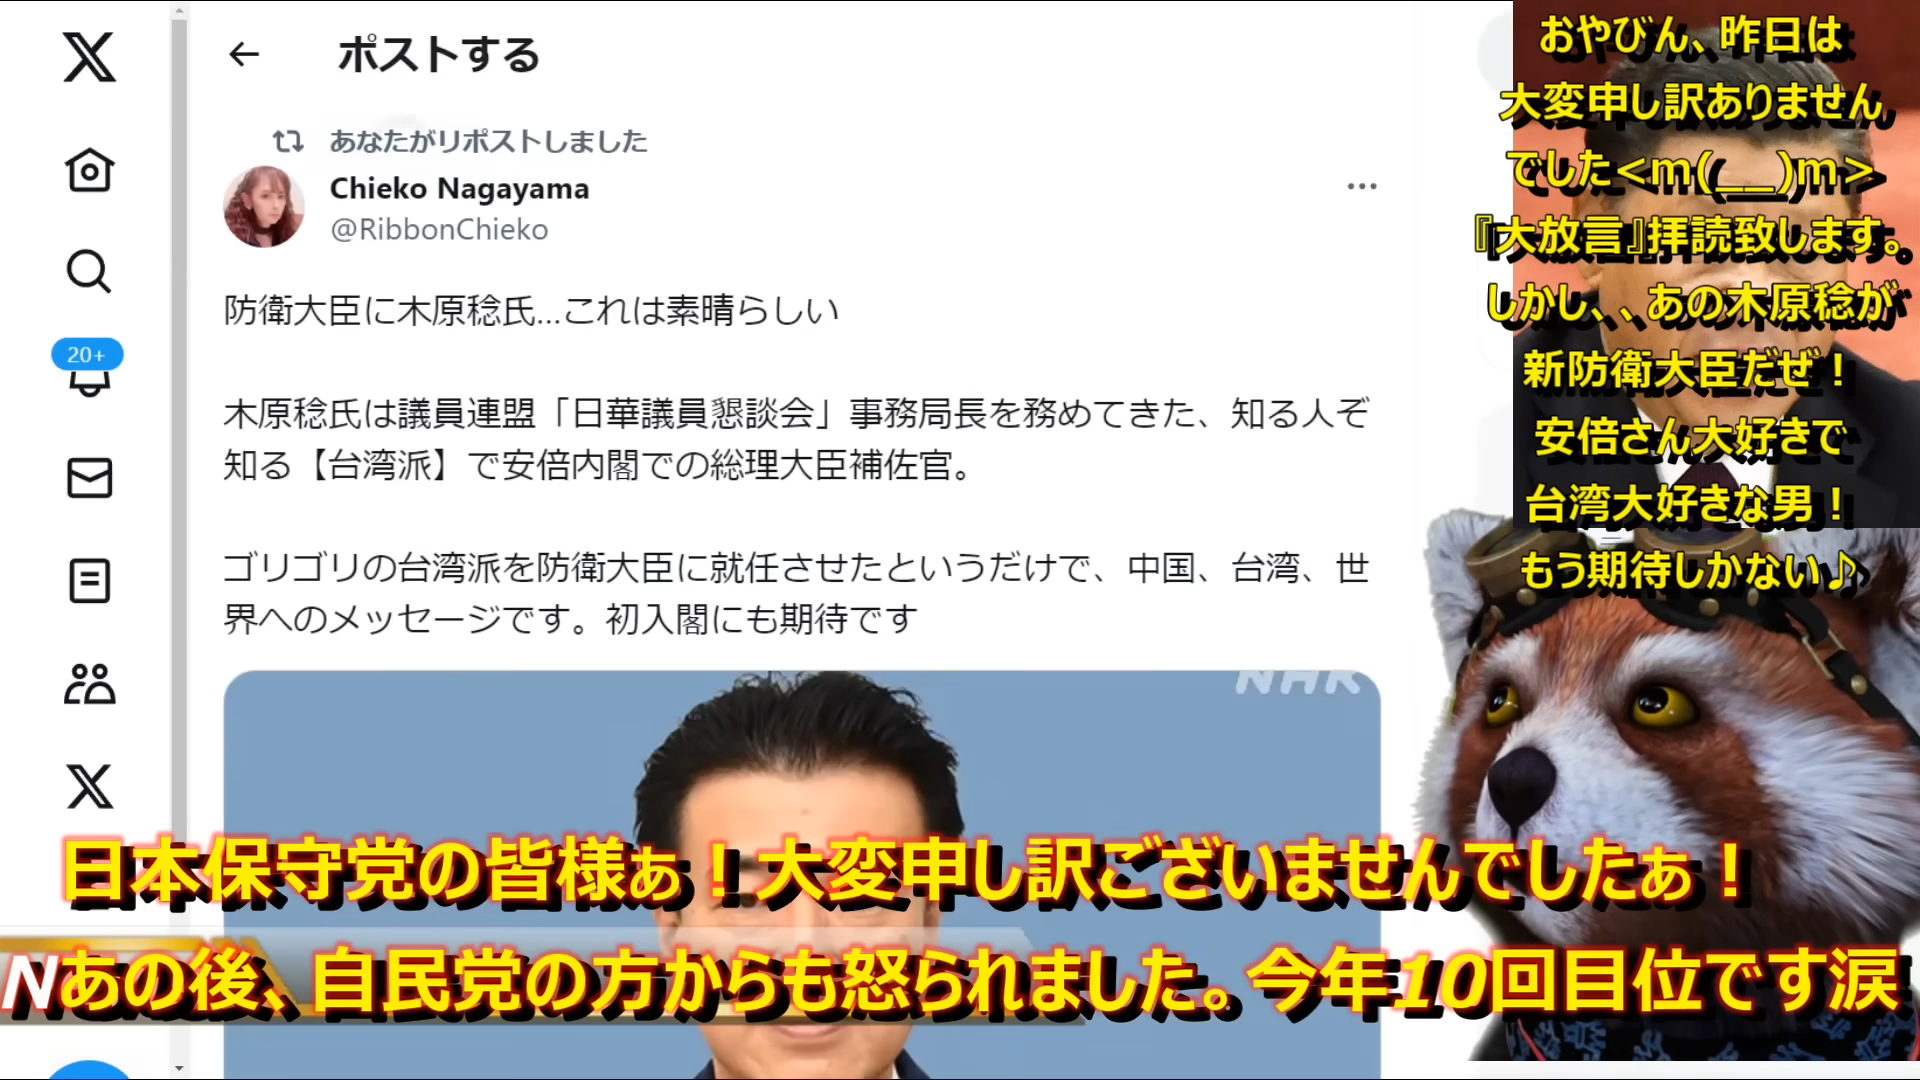 ポストする
あなたがリポストしました
Chieko Nagayama
@RibbonChieko
防衛大臣に木原稔氏...これは素晴らしい
木原稔氏は議員連盟「日華議員懇談会」事務局長を務めてきた、知る人ぞ
知る【台湾派】で安倍内閣での総理大臣補佐官。
ゴリゴリの台湾派を防衛大臣に就任させたというだけで、中国、台湾、世
界へのメッセージです。初入閣にも期待です
20+
NHK
おやびん、昨日は
大変申し訳ありません
でした<m(__)m>
『大放言』拝読致します。
しかし、、あの木原稔が
新防衛大臣だぜ！
安倍さん大好きで
台湾大好きな男！
もう期待しかない♪
日本保守党の皆様ぁ！大変申し訳ございませんでしたぁ！
あの後、自民党の方からも怒られました。今年10回目位です涙